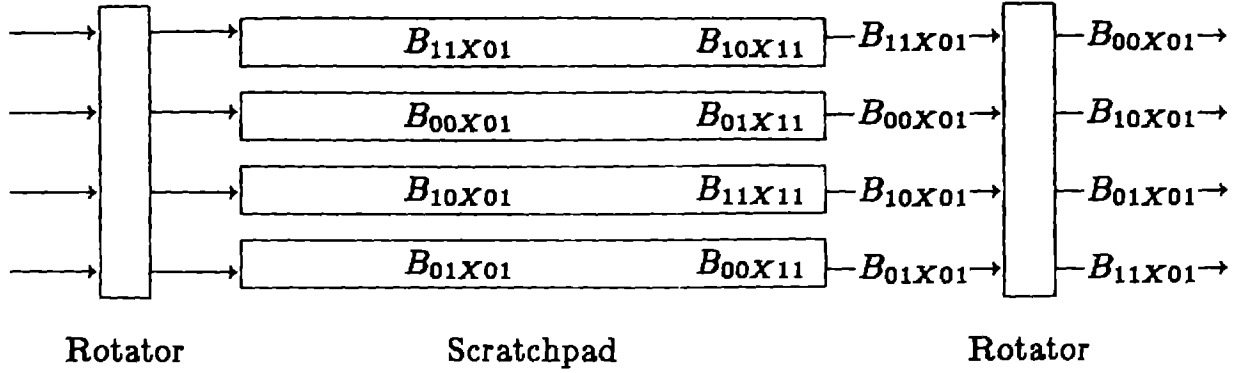 B₁₁X₀₁ B₁₀X₁₁ B₁₁X₀₁ B₀₀X₀₁
B₀₀X₀₁ B₀₁X₁₁ B₀₀X₀₁ B₁₀X₀₁
B₁₀X₀₁ B₁₁X₁₁ B₁₀X₀₁ B₀₁X₀₁
B₀₁X₀₁ B₀₀X₁₁ B₀₁X₀₁ B₁₁X₀₁
Rotator Scratchpad Rotator